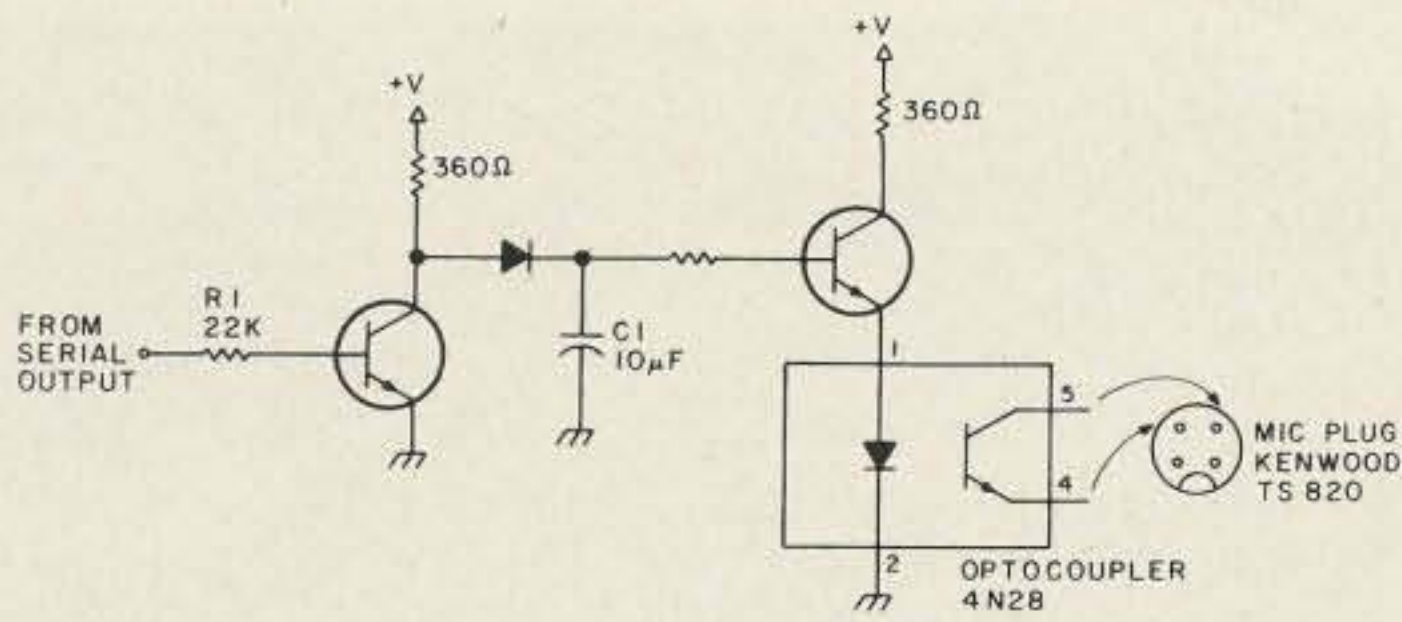 +V
360Ω
+V
360Ω
R1
22K
FROM
SERIAL
OUTPUT
C1
10µF
1
5
4
2
MIC PLUG
KENWOOD
TS 820
OPTOCOUPLER
4N28